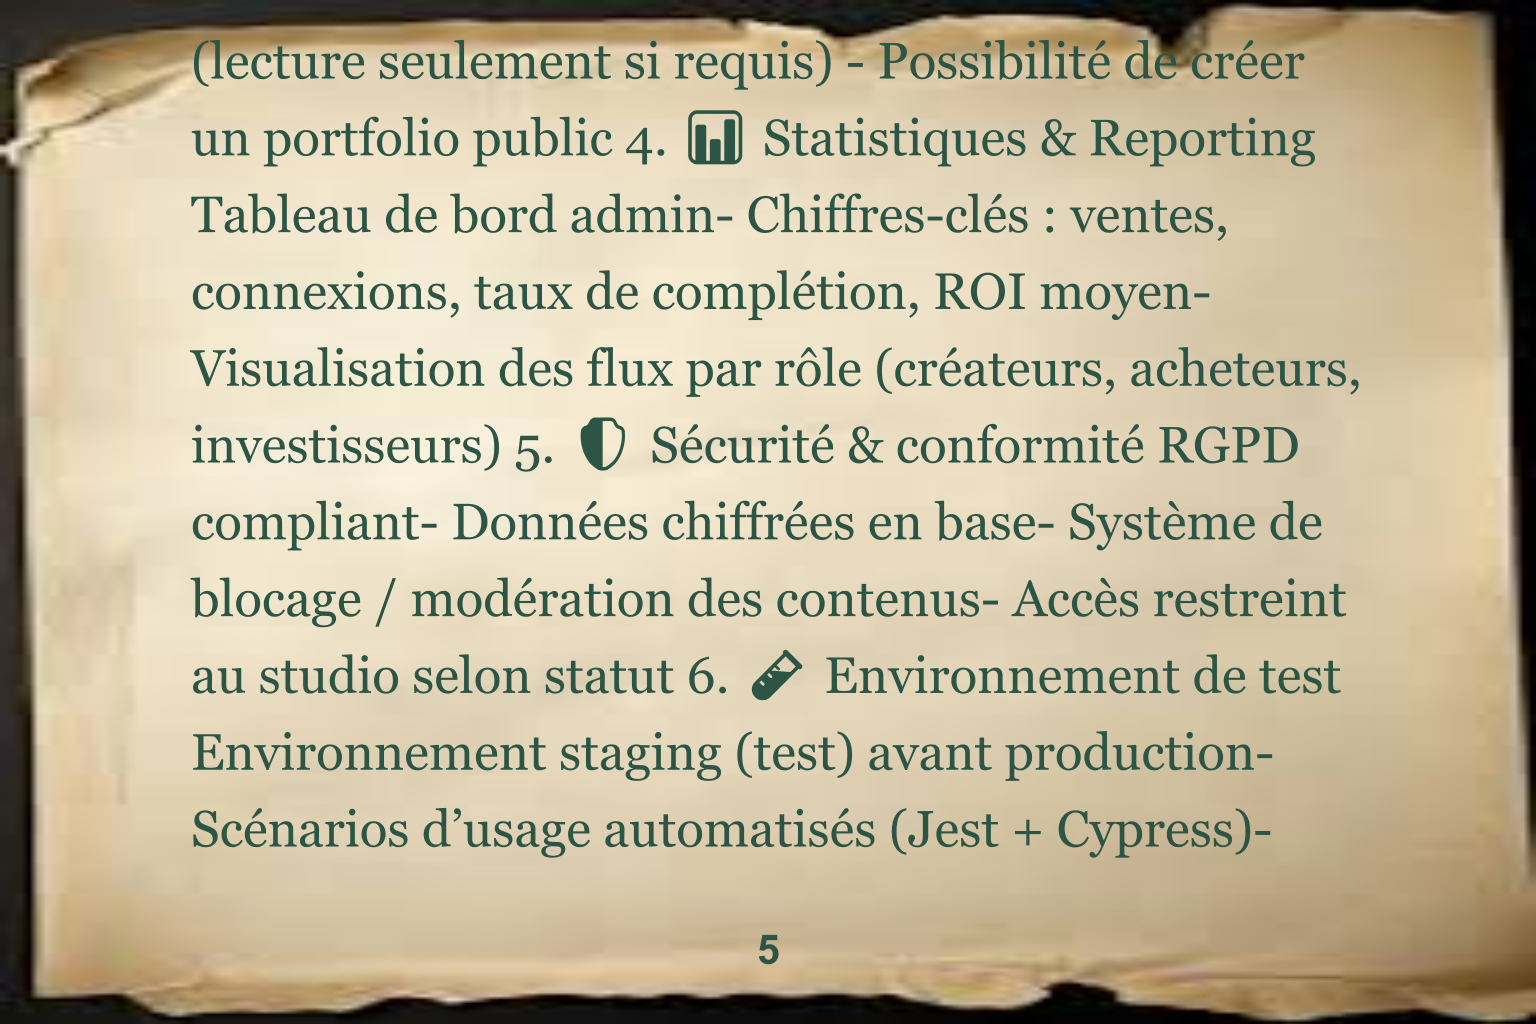 (lecture seulement si requis) - Possibilité de créer
un portfolio public 4. 📊 Statistiques & Reporting
Tableau de bord admin- Chiffres-clés : ventes,
connexions, taux de complétion, ROI moyen-
Visualisation des flux par rôle (créateurs, acheteurs,
investisseurs) 5. 🛡 Sécurité & conformité RGPD
compliant- Données chiffrées en base- Système de
blocage / modération des contenus- Accès restreint
au studio selon statut 6. 🧪 Environnement de test
Environnement staging (test) avant production-
Scénarios d’usage automatisés (Jest + Cypress)-
5